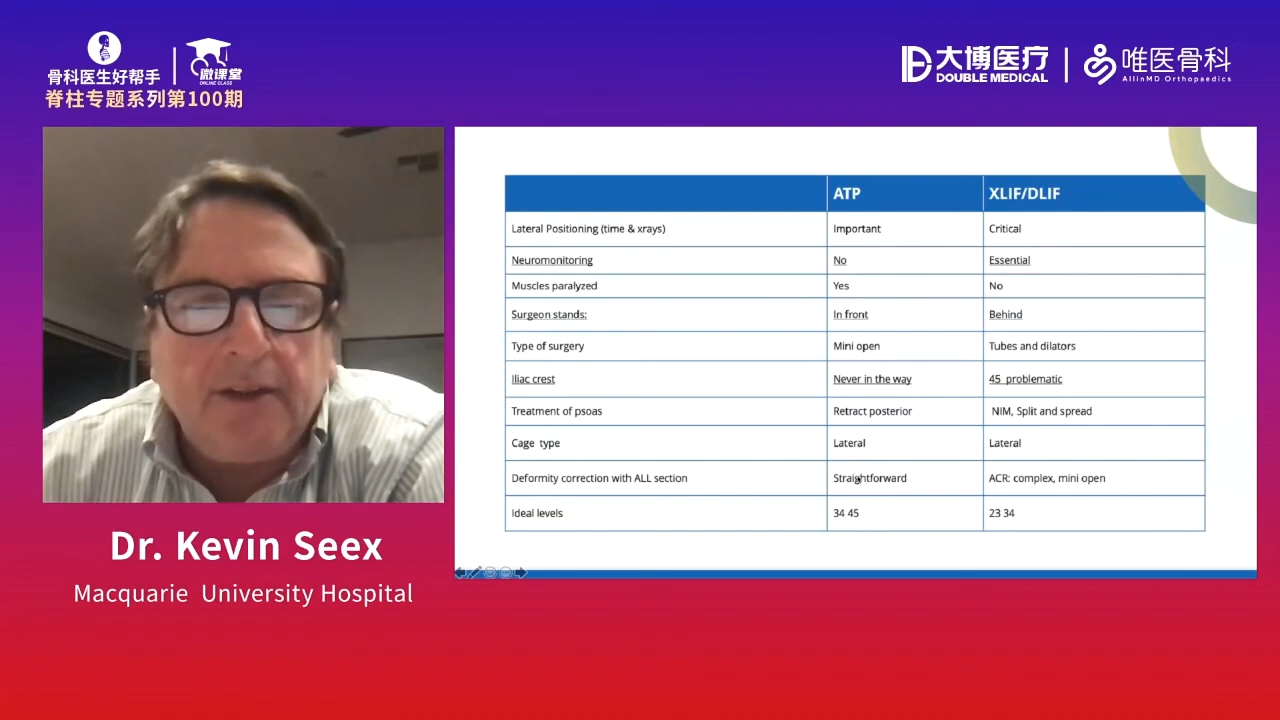 骨科医生好帮手
微课堂
ONLINE CLASS
脊柱专题系列第100期
大博医疗
DOUBLE MEDICAL
唯医骨科
AllinMD Orthopaedics
ATP XLIF/DLIF
Lateral Positioning (time & xrays) Important Critical
Neuromonitoring No Essential
Muscles paralyzed Yes No
Surgeon stands: In front Behind
Type of surgery Mini open Tubes and dilators
Iliac crest Never in the way 45 problematic
Treatment of psoas Retract posterior NIM, Split and spread
Cage type Lateral Lateral
Deformity correction with ALL section Straightforward ACR: complex, mini open
Ideal levels 34 45 23 34
Dr. Kevin Seex
Macquarie University Hospital